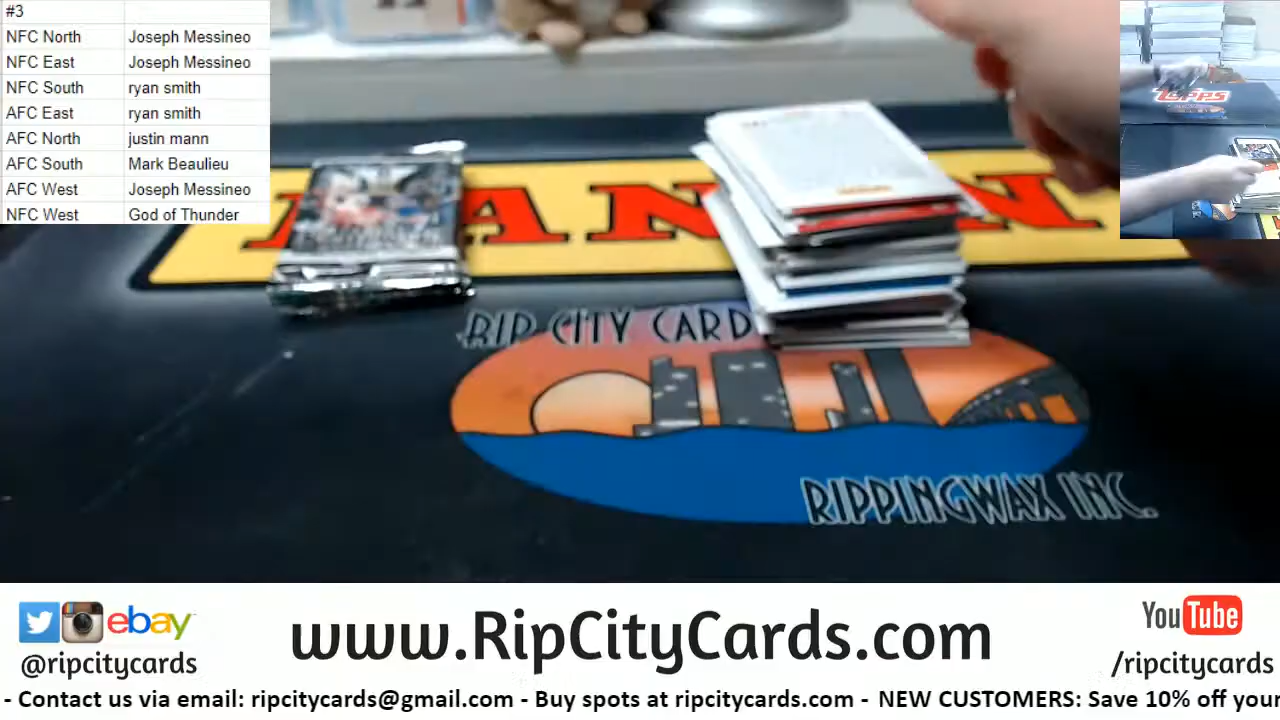 #3
NFC North Joseph Messineo
NFC East Joseph Messineo
NFC South ryan smith
AFC East ryan smith
AFC North justin mann
AFC South Mark Beaulieu
AFC West Joseph Messineo
NFC West God of Thunder
RIP CITY CARD
RIPPINGWAX INC.
ebay
@ripcitycards
www.RipCityCards.com
YouTube
/ripcitycards
- Contact us via email: ripcitycards@gmail.com - Buy spots at ripcitycards.com - NEW CUSTOMERS: Save 10% off your